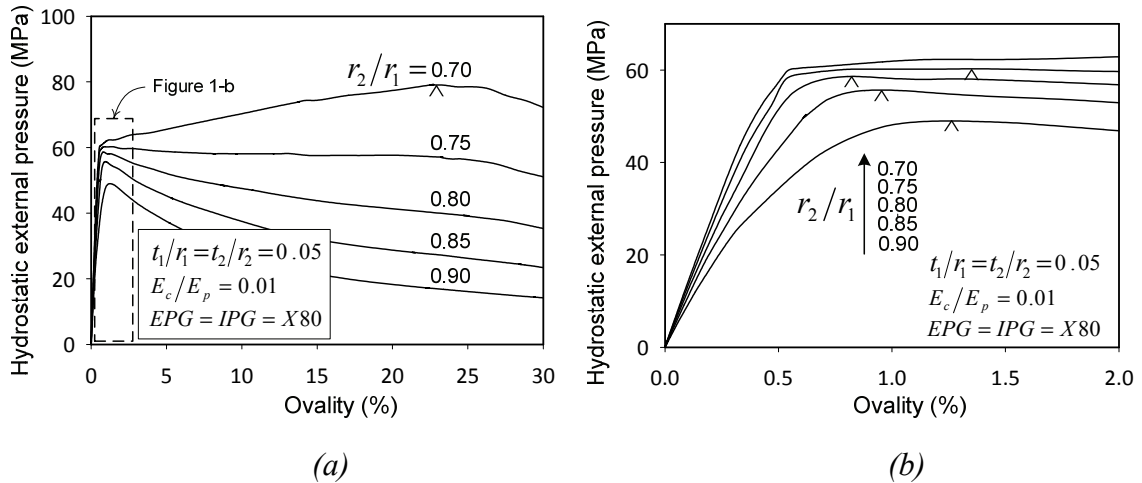 Hydrostatic external pressure (MPa)
100
80
60
40
20
0
Figure 1-b
r₂/r₁ = 0.70
0.75
0.80
0.85
0.90
t₁/r₁ = t₂/r₂ = 0.05
E_c/E_p = 0.01
EPG = IPG = X80
0 5 10 15 20 25 30
Ovality (%)
(a)
Hydrostatic external pressure (MPa)
60
40
20
0
r₂/r₁
0.70
0.75
0.80
0.85
0.90
t₁/r₁ = t₂/r₂ = 0.05
E_c/E_p = 0.01
EPG = IPG = X80
0.0 0.5 1.0 1.5 2.0
Ovality (%)
(b)